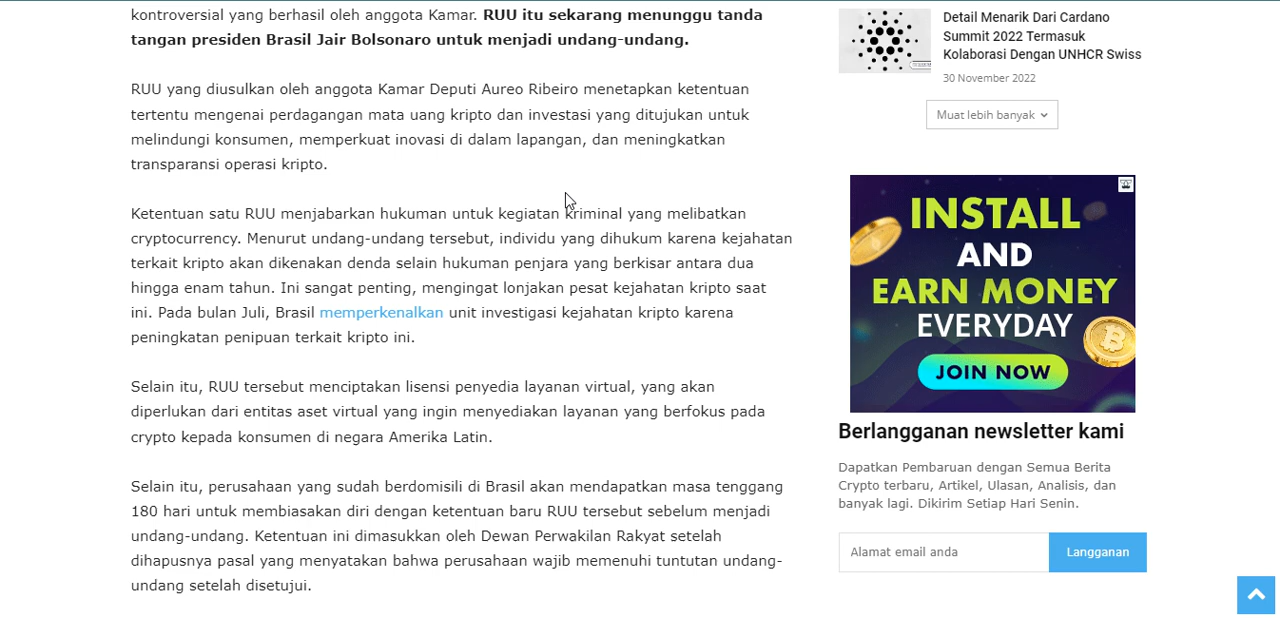 kontroversial yang berhasil oleh anggota Kamar. RUU itu sekarang menunggu tanda
tangan presiden Brasil Jair Bolsonaro untuk menjadi undang-undang.
RUU yang diusulkan oleh anggota Kamar Deputi Aureo Ribeiro menetapkan ketentuan
tertentu mengenai perdagangan mata uang kripto dan investasi yang ditujukan untuk
melindungi konsumen, memperkuat inovasi di dalam lapangan, dan meningkatkan
transparansi operasi kripto.
Ketentuan satu RUU menjabarkan hukuman untuk kegiatan kriminal yang melibatkan
cryptocurrency. Menurut undang-undang tersebut, individu yang dihukum karena kejahatan
terkait kripto akan dikenakan denda selain hukuman penjara yang berkisar antara dua
hingga enam tahun. Ini sangat penting, mengingat lonjakan pesat kejahatan kripto saat
ini. Pada bulan Juli, Brasil memperkenalkan unit investigasi kejahatan kripto karena
peningkatan penipuan terkait kripto ini.
Selain itu, RUU tersebut menciptakan lisensi penyedia layanan virtual, yang akan
diperlukan dari entitas aset virtual yang ingin menyediakan layanan yang berfokus pada
crypto kepada konsumen di negara Amerika Latin.
Selain itu, perusahaan yang sudah berdomisili di Brasil akan mendapatkan masa tenggang
180 hari untuk membiasakan diri dengan ketentuan baru RUU tersebut sebelum menjadi
undang-undang. Ketentuan ini dimasukkan oleh Dewan Perwakilan Rakyat setelah
dihapusnya pasal yang menyatakan bahwa perusahaan wajib memenuhi tuntutan undang-
undang setelah disetujui.
Detail Menarik Dari Cardano
Summit 2022 Termasuk
Kolaborasi Dengan UNHCR Swiss
30 November 2022
Muat lebih banyak
INSTALL
AND
EARN MONEY
EVERYDAY
JOIN NOW
Berlangganan newsletter kami
Dapatkan Pembaruan dengan Semua Berita
Crypto terbaru, Artikel, Ulasan, Analisis, dan
banyak lagi. Dikirim Setiap Hari Senin.
Alamat email anda
Langganan